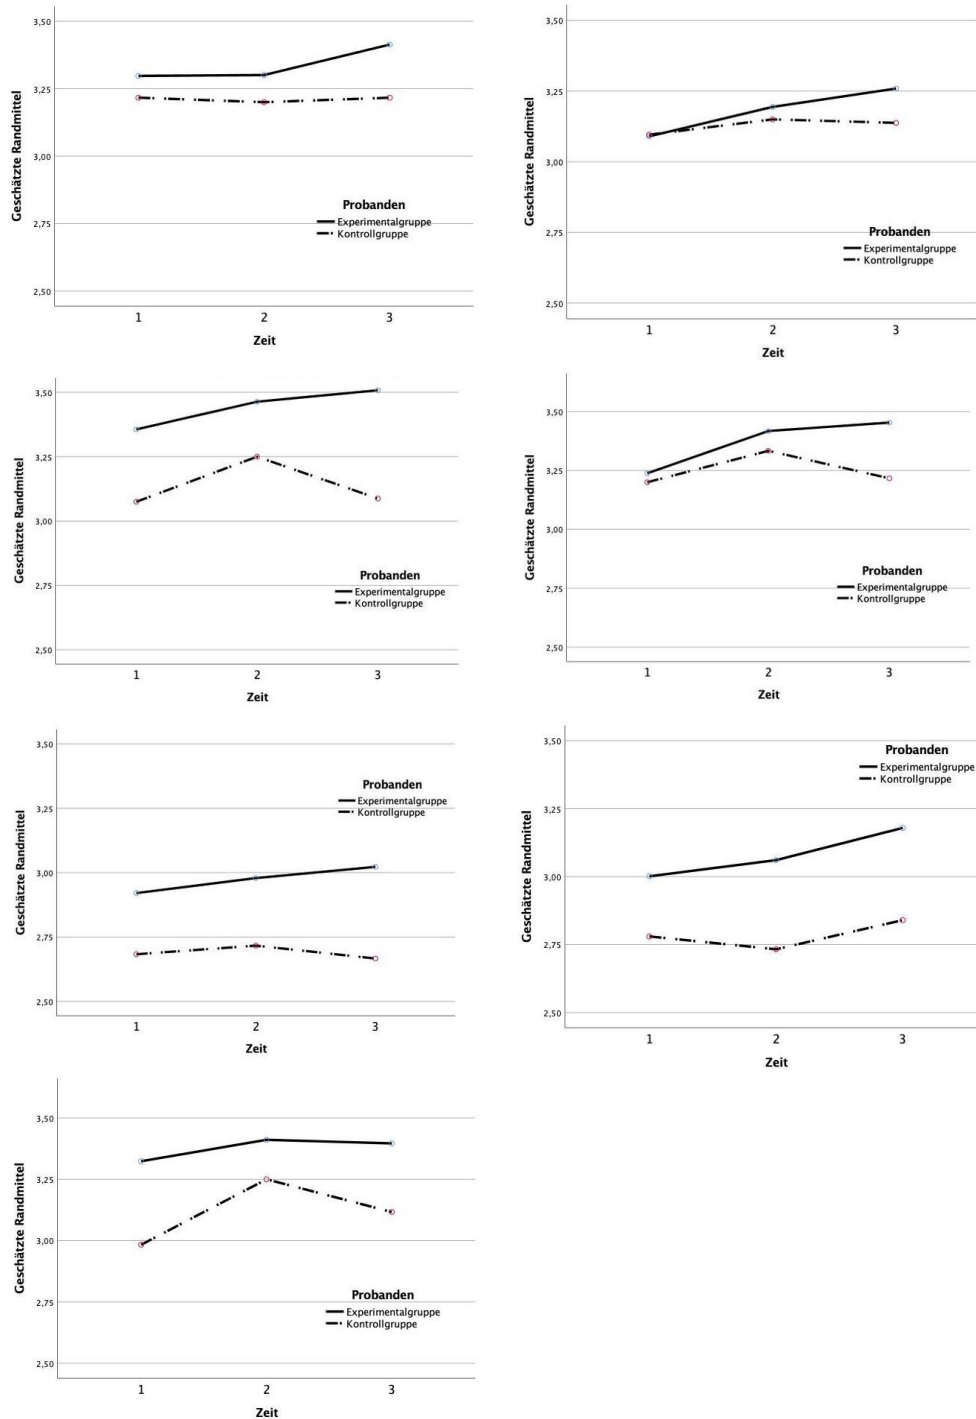 Geschätzte Randmittel
3,50
3,25
3,00
2,75
2,50
Probanden
Experimentalgruppe
Kontrollgruppe
1 2 3
Zeit
Geschätzte Randmittel
3,50
3,25
3,00
2,75
2,50
Probanden
Experimentalgruppe
Kontrollgruppe
1 2 3
Zeit
Geschätzte Randmittel
3,50
3,25
3,00
2,75
2,50
Probanden
Experimentalgruppe
Kontrollgruppe
1 2 3
Zeit
Geschätzte Randmittel
3,50
3,25
3,00
2,75
2,50
Probanden
Experimentalgruppe
Kontrollgruppe
1 2 3
Zeit
Geschätzte Randmittel
3,50
3,25
3,00
2,75
2,50
Probanden
Experimentalgruppe
Kontrollgruppe
1 2 3
Zeit
Geschätzte Randmittel
3,50
3,25
3,00
2,75
2,50
Probanden
Experimentalgruppe
Kontrollgruppe
1 2 3
Zeit
Geschätzte Randmittel
3,50
3,25
3,00
2,75
2,50
Probanden
Experimentalgruppe
Kontrollgruppe
1 2 3
Zeit